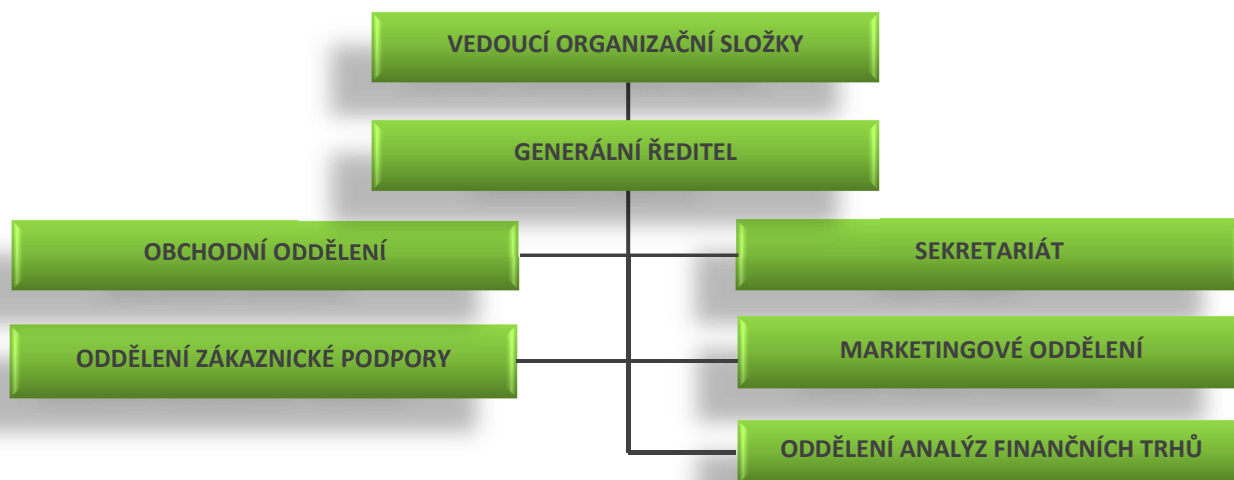 VEDOUCÍ ORGANIZAČNÍ SLOŽKY
GENERÁLNÍ ŘEDITEL
OBCHODNÍ ODDĚLENÍ
SEKRETARIÁT
ODDĚLENÍ ZÁKAZNICKÉ PODPORY
MARKETINGOVÉ ODDĚLENÍ
ODDĚLENÍ ANALÝZ FINANČNÍCH TRHŮ